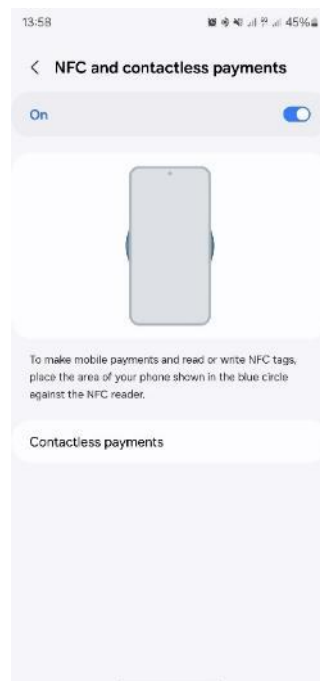 13:58
45%
NFC and contactless payments
On
To make mobile payments and read or write NFC tags,
place the area of your phone shown in the blue circle
against the NFC reader.
Contactless payments